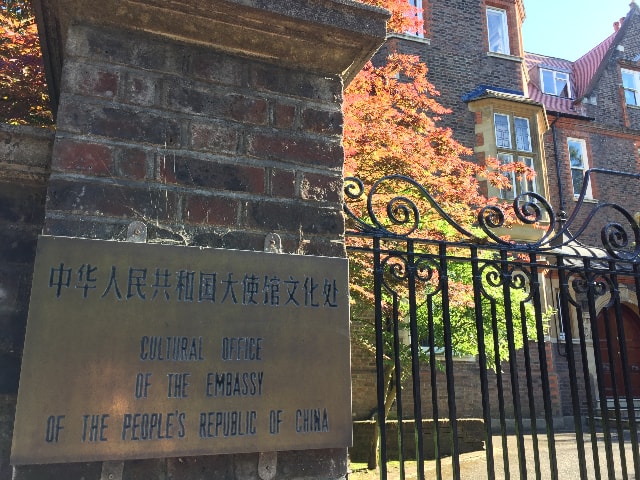 中华人民共和国大使馆文化处
CULTURAL OFFICE
OF THE EMBASSY
OF THE PEOPLE'S REPUBLIC OF CHINA